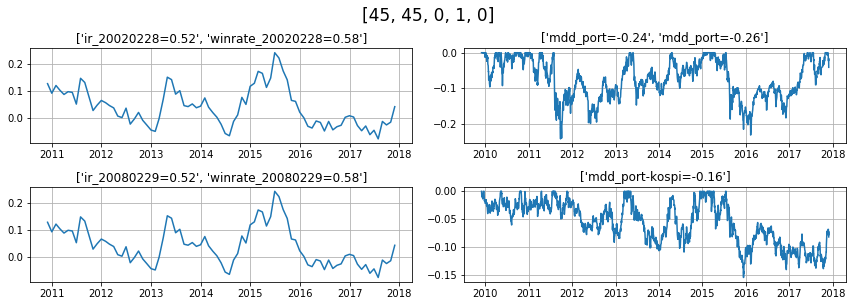 [45, 45, 0, 1, 0]
['ir_20020228=0.52', 'winrate_20020228=0.58']
0.2
0.1
0.0
2011 2012 2013 2014 2015 2016 2017 2018
['mdd_port=-0.24', 'mdd_port=-0.26']
0.0
−0.1
−0.2
2010 2011 2012 2013 2014 2015 2016 2017 2018
['ir_20080229=0.52', 'winrate_20080229=0.58']
0.2
0.1
0.0
2011 2012 2013 2014 2015 2016 2017 2018
['mdd_port-kospi=-0.16']
0.00
−0.05
−0.10
−0.15
2010 2011 2012 2013 2014 2015 2016 2017 2018